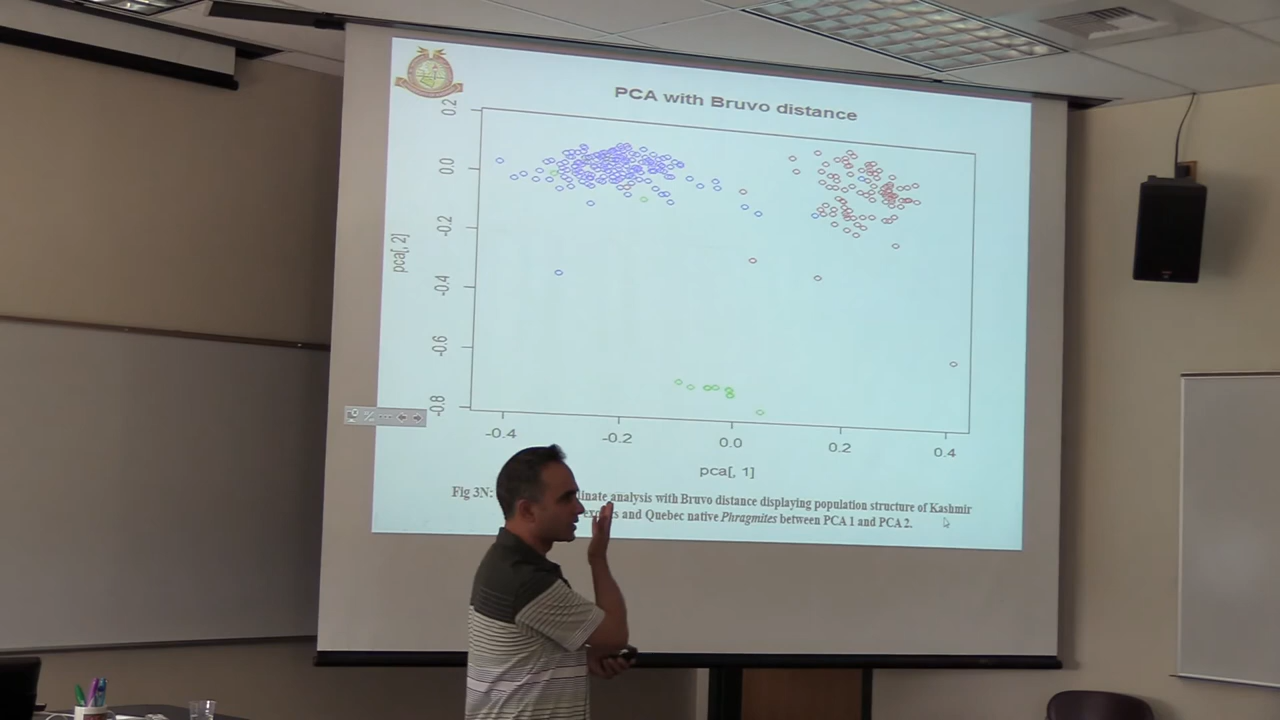 PCA with Bruvo distance
0.2
0.0
-0.2
-0.4
-0.6
-0.8
pca[, 2]
-0.4
-0.2
0.0
0.2
0.4
pca[, 1]
Fig 3N: inate analysis with Bruvo distance displaying population structure of Kashmir
and Quebec native Phragmites between PCA 1 and PCA 2.